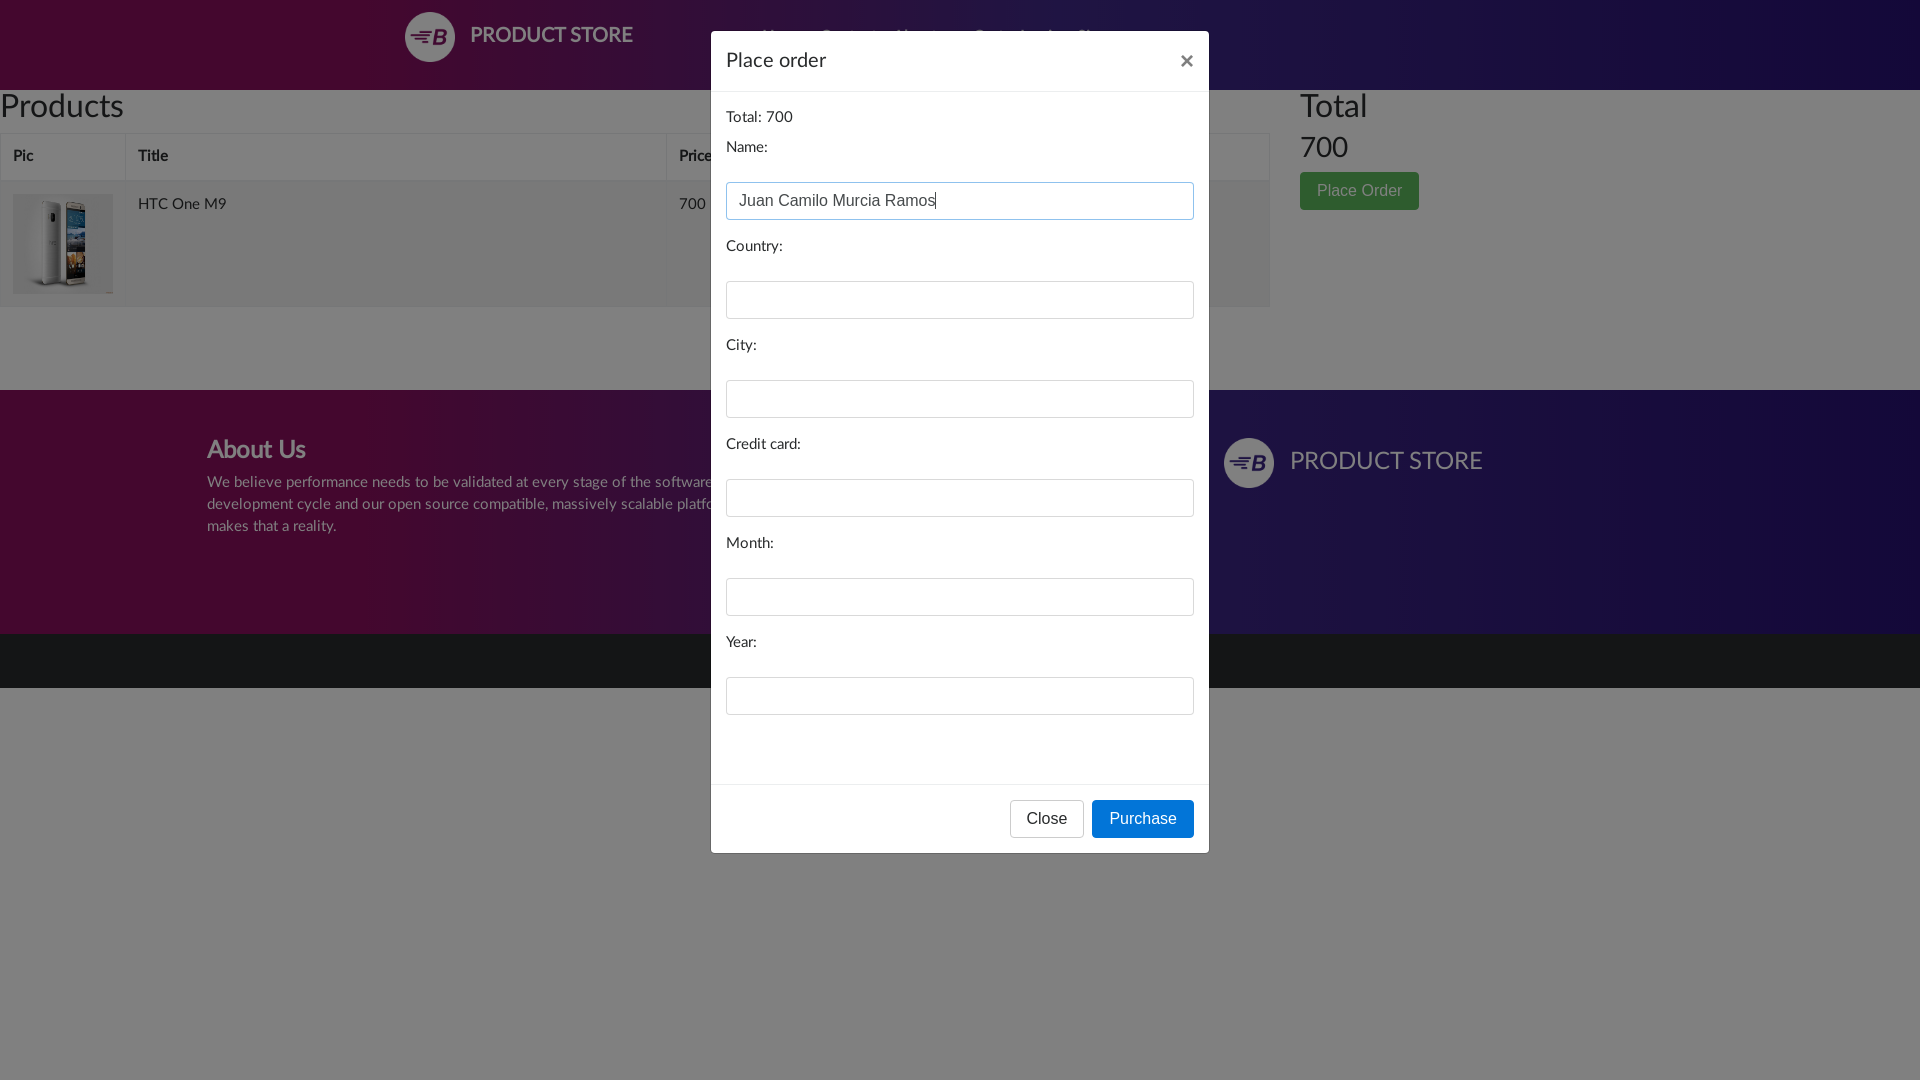 PRODUCT STORE
Place order
×
Products
Total
Total: 700
700
Name:
Pic
Title
Price
Place Order
HTC One M9
700
Juan Camilo Murcia Ramos
Country:
City:
Credit card:
About Us
PRODUCT STORE
We believe performance needs to be validated at every stage of the software
development cycle and our open source compatible, massively scalable
makes that a reality.
Month:
Year:
Close
Purchase